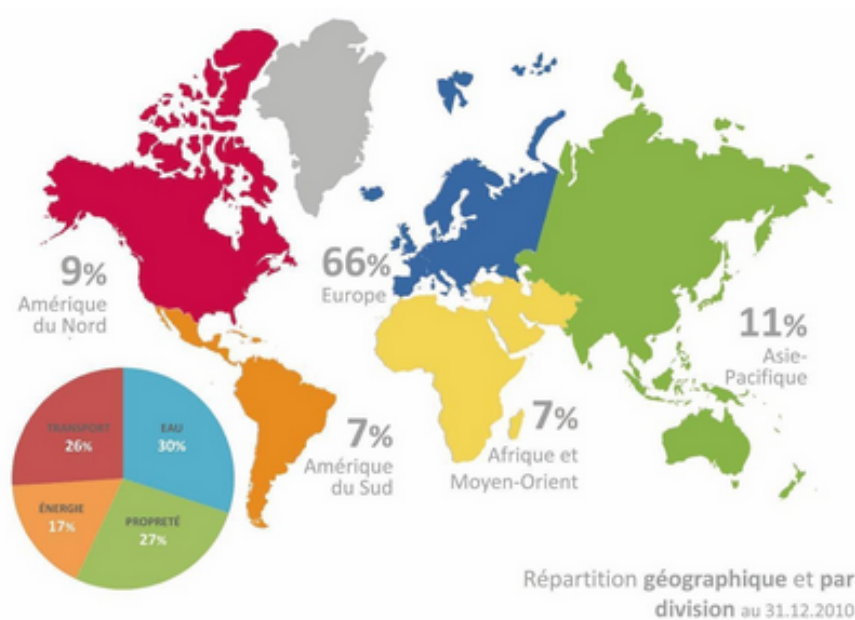 9%
Amérique
du Nord
66%
Europe
11%
Asie-
Pacifique
7%
Amérique
du Sud
7%
Afrique et
Moyen-Orient
TRANSPORT
26%
EAU
30%
ÉNERGIE
17%
PROPRETÉ
27%
Répartition géographique et par
division au 31.12.2010